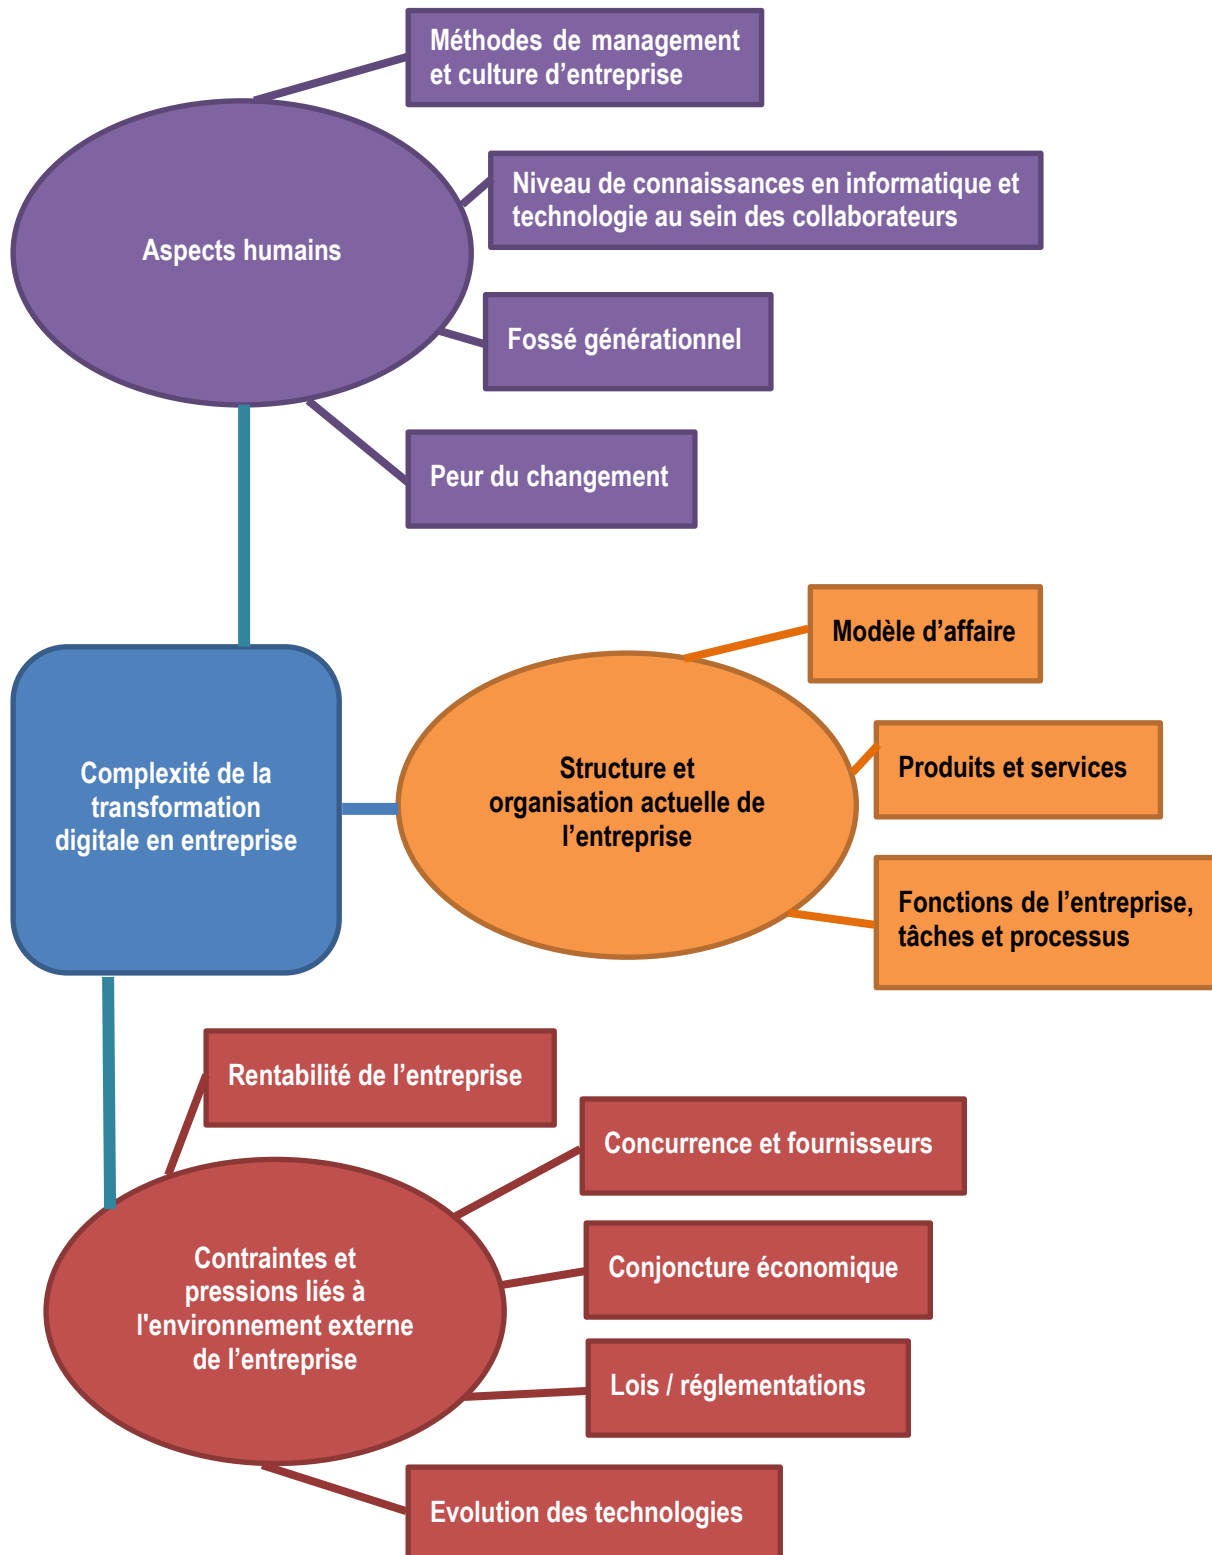 Méthodes de management
et culture d’entreprise
Niveau de connaissances en informatique et
technologie au sein des collaborateurs
Aspects humains
Fossé générationnel
Peur du changement
Modèle d’affaire
Produits et services
Structure et
organisation actuelle de
l’entreprise
Complexité de la
transformation
digitale en entreprise
Fonctions de l’entreprise,
tâches et processus
Rentabilité de l’entreprise
Concurrence et fournisseurs
Contraintes et
pressions liés à
l'environnement externe
de l’entreprise
Conjoncture économique
Lois / réglementations
Evolution des technologies